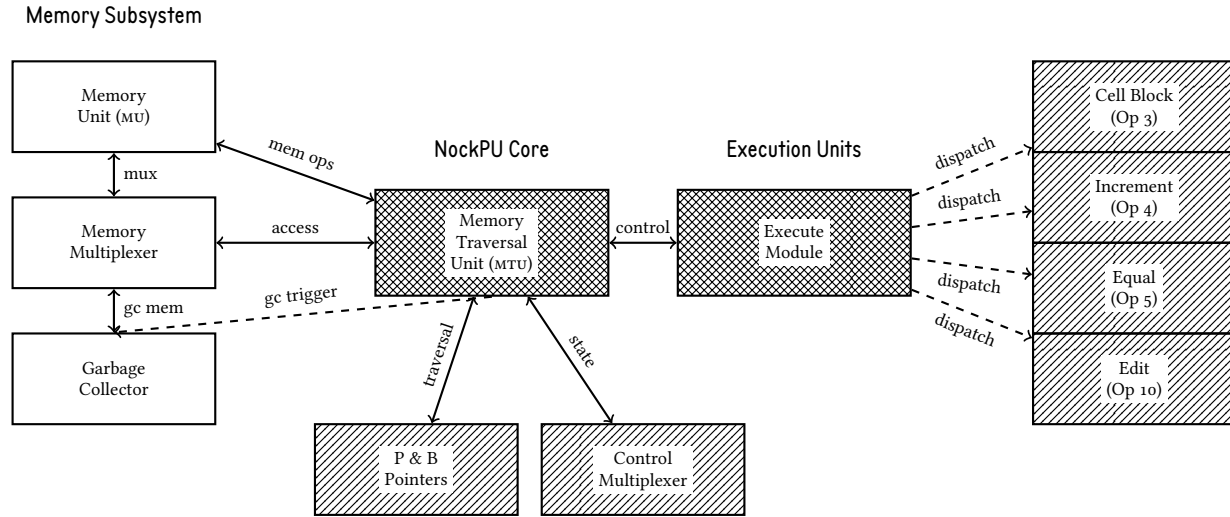 Memory Subsystem
Memory
Unit (MU)
mux
Memory
Multiplexer
gc mem
Garbage
Collector
mem ops
access
gc trigger
NockPU Core
Memory
Traversal
Unit (MTU)
traversal
state
P & B
Pointers
Control
Multiplexer
control
Execution Units
Execute
Module
dispatch
dispatch
dispatch
dispatch
Cell Block
(Op 3)
Increment
(Op 4)
Equal
(Op 5)
Edit
(Op 10)